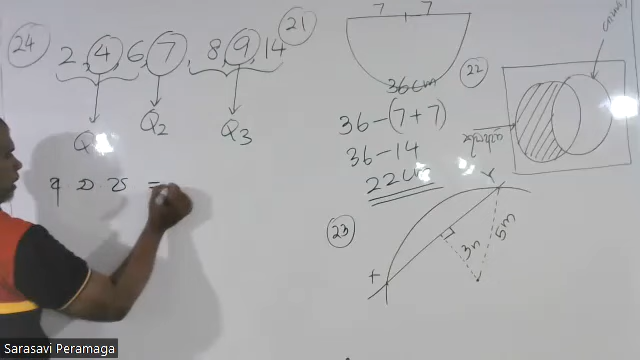 24
2, 4, 6, 7, 8, 9, 14
Q
Q2
Q3
=
21
7 7
36cm
36-(7+7)
36-14
22cm
22
23
3m
5m
Sarasavi Peramaga